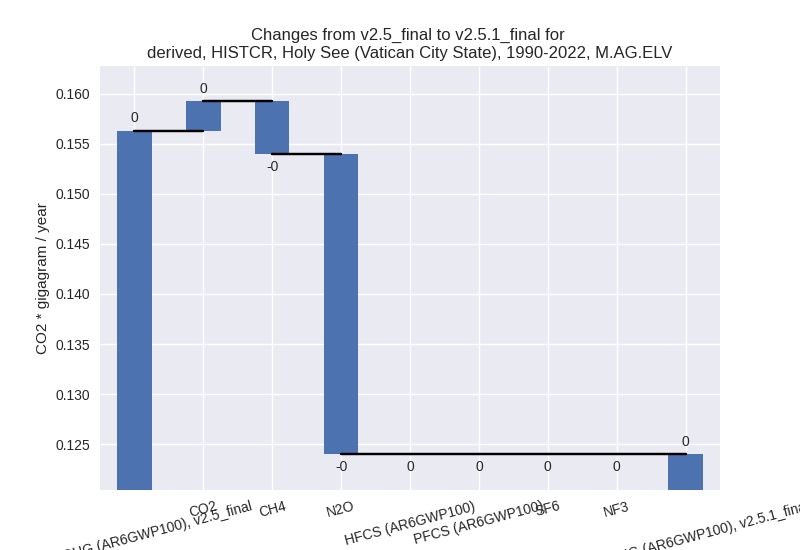 Changes from v2.5_final to v2.5.1_final for
derived, HISTCR, Holy See (Vatican City State), 1990-2022, M.AG.ELV
CO2 * gigagram / year
0.160
0.155
0.150
0.145
0.140
0.135
0.130
0.125
0
0
-0
-0
0
0
0
0
0
(AR6GWP100), v2.5_final
CO2
CH4
N2O
HFCS (AR6GWP100)
PFCS (AR6GWP100)
SF6
NF3
(AR6GWP100), v2.5.1_fina